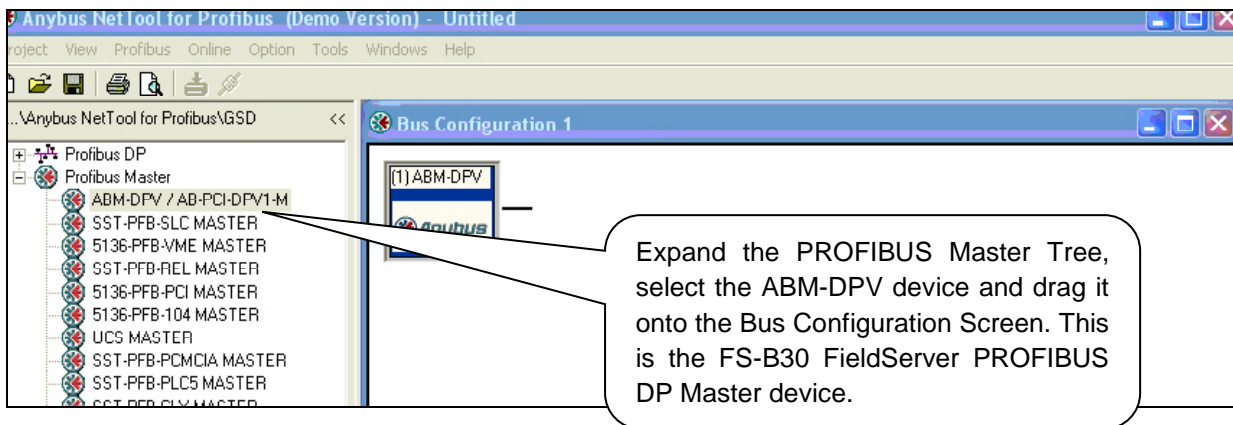 Anybus NetTool for Profibus (Demo Version) - Untitled
roject View Profibus Online Option Tools Windows Help
...\Anybus NetTool for Profibus\GSD <<
Bus Configuration 1
Profibus DP
Profibus Master
ABM-DPV / AB-PCI-DPV1-M
SST-PFB-SLC MASTER
5136-PFB-VME MASTER
SST-PFB-REL MASTER
5136-PFB-PCI MASTER
5136-PFB-104 MASTER
UCS MASTER
SST-PFB-PCMCIA MASTER
SST-PFB-PLC5 MASTER
(1) ABM-DPV
Anybus
Expand the PROFIBUS Master Tree,
select the ABM-DPV device and drag it
onto the Bus Configuration Screen. This
is the FS-B30 FieldServer PROFIBUS
DP Master device.